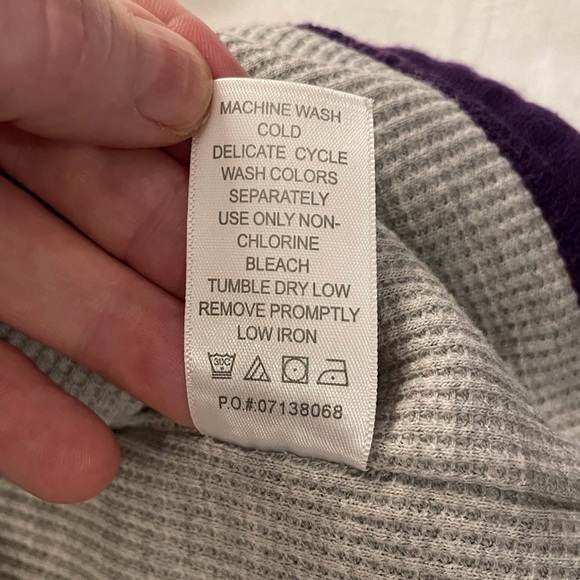 MACHINE WASH
COLD
DELICATE CYCLE
WASH COLORS
SEPARATELY
USE ONLY NON-
CHLORINE
BLEACH
TUMBLE DRY LOW
REMOVE PROMPTLY
LOW IRON
30C
P.O.#:07138068